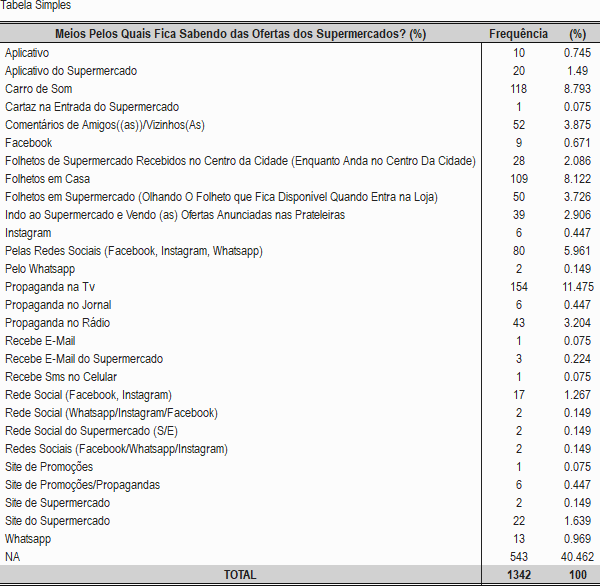 Tabela Simples
Meios Pelos Quais Fica Sabendo das Ofertas dos Supermercados? (%) Frequência (%)
Aplicativo 10 0.745
Aplicativo do Supermercado 20 1.49
Carro de Som 118 8.793
Cartaz na Entrada do Supermercado 1 0.075
Comentários de Amigos((as))/Vizinhos(As) 52 3.875
Facebook 9 0.671
Folhetos de Supermercado Recebidos no Centro da Cidade (Enquanto Anda no Centro Da Cidade) 28 2.086
Folhetos em Casa 109 8.122
Folhetos em Supermercado (Olhando O Folheto que Fica Disponível Quando Entra na Loja) 50 3.726
Indo ao Supermercado e Vendo (as) Ofertas Anunciadas nas Prateleiras 39 2.906
Instagram 6 0.447
Pelas Redes Sociais (Facebook, Instagram, Whatsapp) 80 5.961
Pelo Whatsapp 2 0.149
Propaganda na Tv 154 11.475
Propaganda no Jornal 6 0.447
Propaganda no Rádio 43 3.204
Recebe E-Mail 1 0.075
Recebe E-Mail do Supermercado 3 0.224
Recebe Sms no Celular 1 0.075
Rede Social (Facebook, Instagram) 17 1.267
Rede Social (Whatsapp/Instagram/Facebook) 2 0.149
Rede Social do Supermercado (S/E) 2 0.149
Redes Sociais (Facebook/Whatsapp/Instagram) 2 0.149
Site de Promoções 1 0.075
Site de Promoções/Propagandas 6 0.447
Site de Supermercado 2 0.149
Site do Supermercado 22 1.639
Whatsapp 13 0.969
NA 543 40.462
TOTAL 1342 100